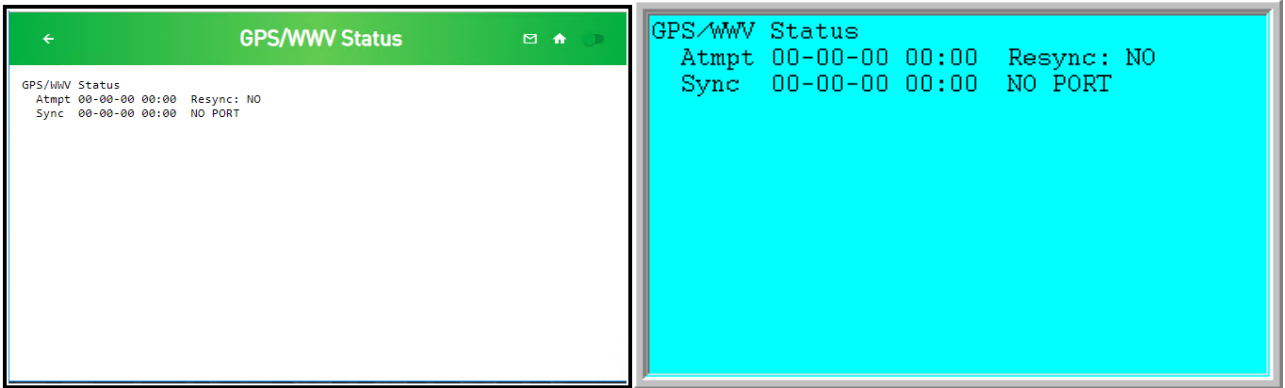 GPS/WWV Status
GPS/WWV Status
  Atmpt 00-00-00 00:00  Resync: NO
  Sync  00-00-00 00:00  NO PORT
GPS/WWV Status
  Atmpt 00-00-00 00:00  Resync: NO
  Sync  00-00-00 00:00  NO PORT